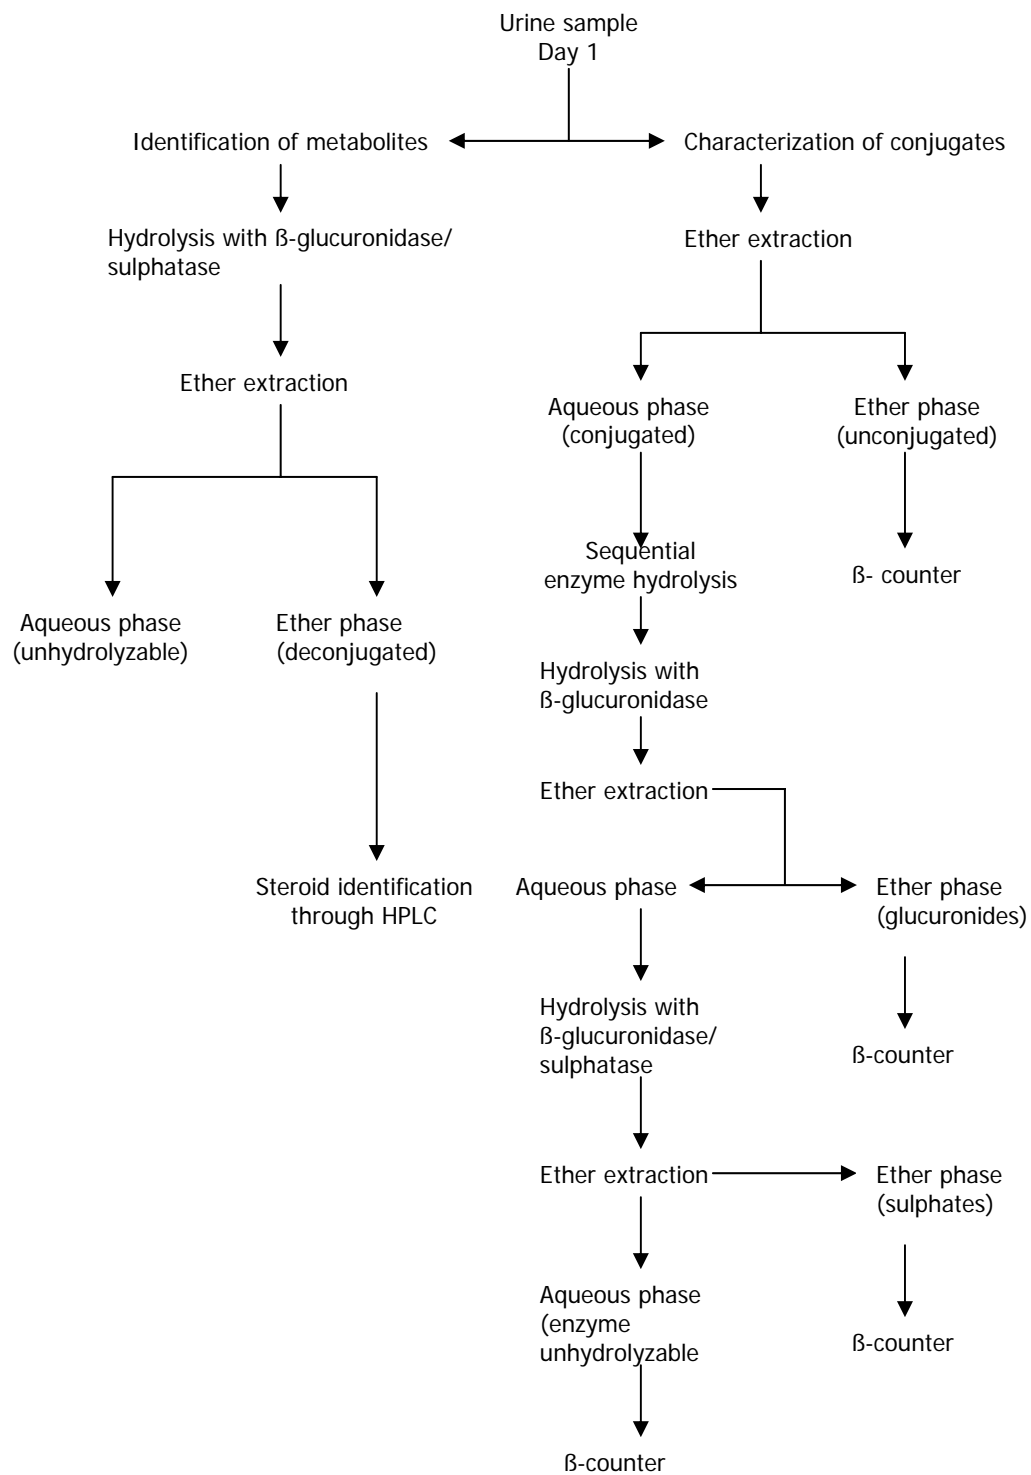 Urine sample
Day 1
Identification of metabolites
Characterization of conjugates
Hydrolysis with ß-glucuronidase/
sulphatase
Ether extraction
Ether extraction
Aqueous phase
(conjugated)
Ether phase
(unconjugated)
Sequential
enzyme hydrolysis
ß- counter
Aqueous phase
(unhydrolyzable)
Ether phase
(deconjugated)
Hydrolysis with
ß-glucuronidase
Ether extraction
Steroid identification
through HPLC
Aqueous phase
Ether phase
(glucuronides)
Hydrolysis with
ß-glucuronidase/
sulphatase
ß-counter
Ether extraction
Ether phase
(sulphates)
Aqueous phase
(enzyme
unhydrolyzable
ß-counter
ß-counter